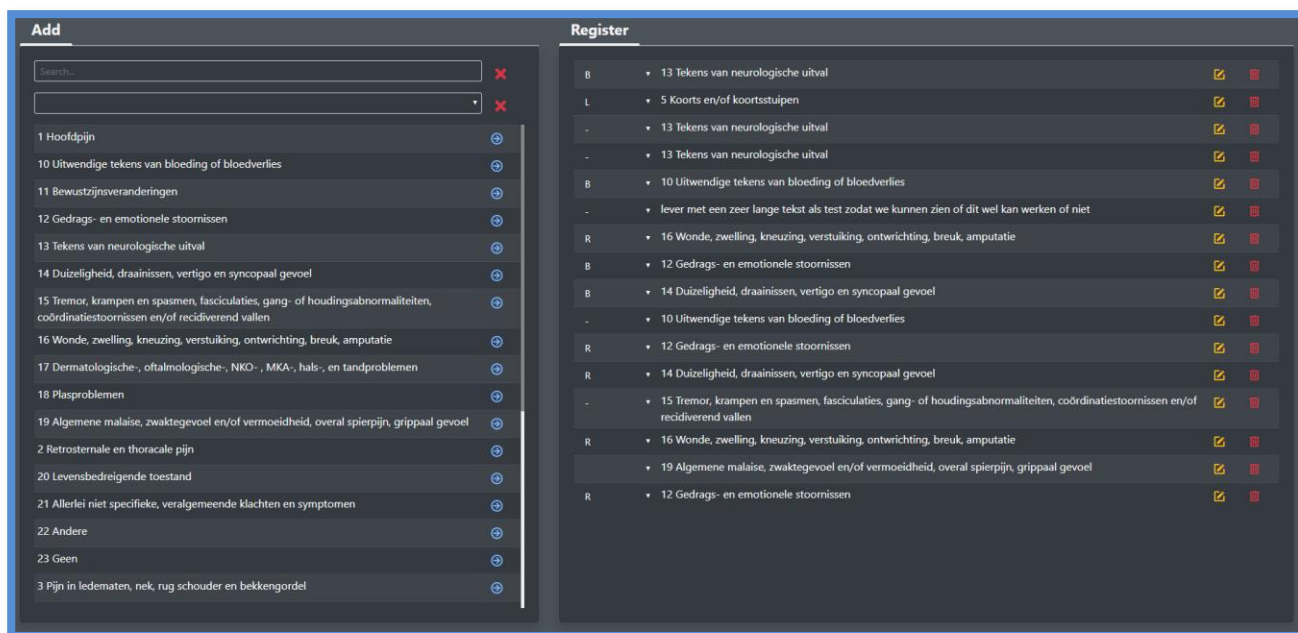 Add
Search...
1 Hoofdpijn
10 Uitwendige tekens van bloeding of bloedverlies
11 Bewustzijnsveranderingen
12 Gedrags- en emotionele stoornissen
13 Tekens van neurologische uitval
14 Duizeligheid, draainissen, vertigo en syncopaal gevoel
15 Tremor, krampen en spasmen, fasciculaties, gang- of houdingsabnormaliteiten,
coördinatiestoornissen en/of recidiverend vallen
16 Wonde, zwelling, kneuzing, verstuiking, ontwrichting, breuk, amputatie
17 Dermatologische-, oftalmologische-, NKO- , MKA-, hals-, en tandproblemen
18 Plasproblemen
19 Algemene malaise, zwaktegevoel en/of vermoeidheid, overal spierpijn, grippaal gevoel
2 Retrosternale en thoracale pijn
20 Levensbedreigende toestand
21 Allerlei niet specifieke, veralgemeende klachten en symptomen
22 Andere
23 Geen
3 Pijn in ledematen, nek, rug schouder en bekkengordel
Register
B 13 Tekens van neurologische uitval
L 5 Koorts en/of koortsstuipen
- 13 Tekens van neurologische uitval
- 13 Tekens van neurologische uitval
B 10 Uitwendige tekens van bloeding of bloedverlies
- lever met een zeer lange tekst als test zodat we kunnen zien of dit wel kan werken of niet
R 16 Wonde, zwelling, kneuzing, verstuiking, ontwrichting, breuk, amputatie
B 12 Gedrags- en emotionele stoornissen
B 14 Duizeligheid, draainissen, vertigo en syncopaal gevoel
- 10 Uitwendige tekens van bloeding of bloedverlies
R 12 Gedrags- en emotionele stoornissen
R 14 Duizeligheid, draainissen, vertigo en syncopaal gevoel
- 15 Tremor, krampen en spasmen, fasciculaties, gang- of houdingsabnormaliteiten, coördinatiestoornissen en/of
recidiverend vallen
R 16 Wonde, zwelling, kneuzing, verstuiking, ontwrichting, breuk, amputatie
19 Algemene malaise, zwaktegevoel en/of vermoeidheid, overal spierpijn, grippaal gevoel
R 12 Gedrags- en emotionele stoornissen